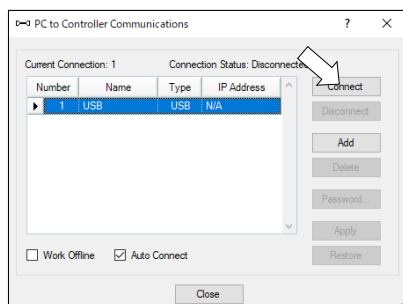 PC to Controller Communications
Current Connection: 1 Connection Status: Disconnected
Number Name Type IP Address
1 USB USB N/A
Connect
Disconnect
Add
Delete
Password...
Apply
Restore
Work Offline Auto Connect
Close